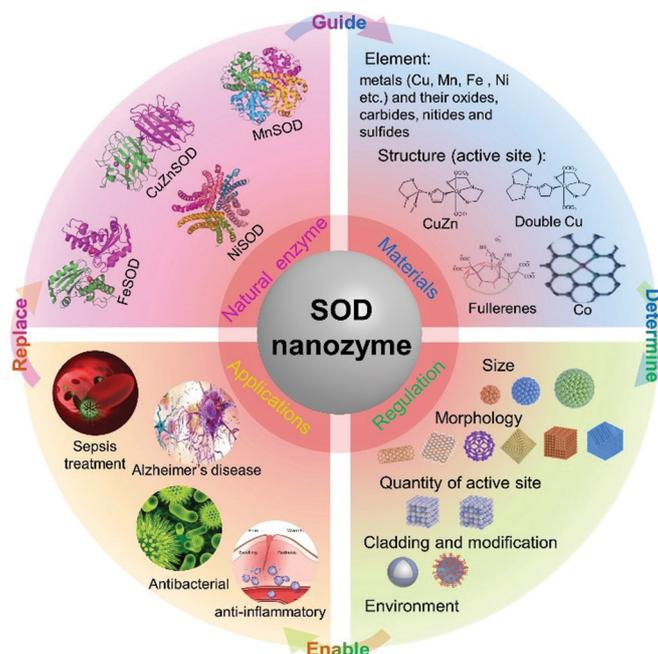 Guide
MnSOD
CuZnSOD
NiSOD
FeSOD
Natural enzyme
Element:
metals (Cu, Mn, Fe , Ni
etc.) and their oxides,
carbides, nitides and
sulfides
Structure (active site ):
CuZn
Double Cu
Fullerenes
Co
Materials
SOD
nanozyme
Replace
Determine
Applications
Sepsis
treatment
Alzheimer's disease
Antibacterial
anti-inflammatory
Regulation
Size
Morphology
Quantity of active site
Cladding and modification
Environment
Enable